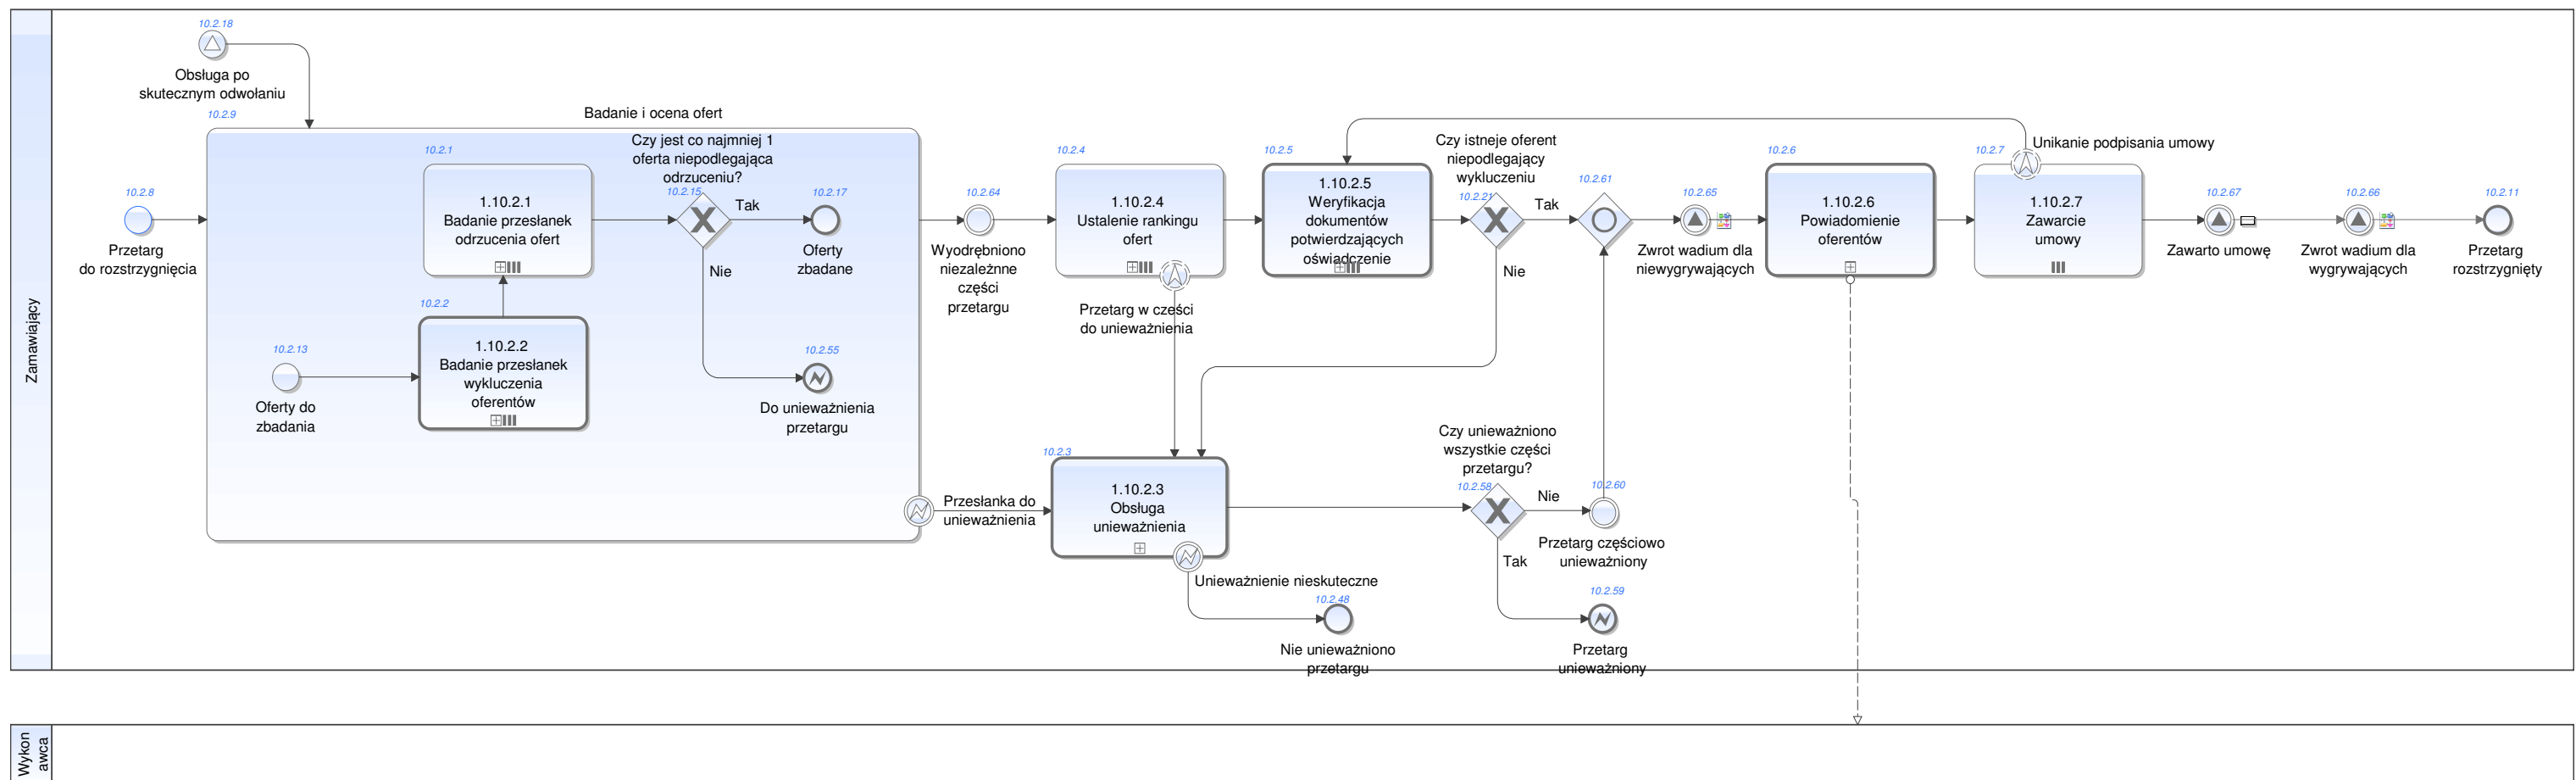 Zamawiający
10.2.18
Obsługa po
skutecznym odwołaniu
10.2.9
Badanie i ocena ofert
10.2.8
Przetarg
do rozstrzygnięcia
10.2.1
1.10.2.1
Badanie przesłanek
odrzucenia ofert
Czy jest co najmniej 1
oferta niepodlegająca
odrzuceniu?
10.2.15
Tak
Nie
10.2.17
Oferty
zbadane
10.2.2
1.10.2.2
Badanie przesłanek
wykluczenia
oferentów
10.2.13
Oferty do
zbadania
10.2.55
Do unieważnienia
przetargu
10.2.64
Wyodrębniono
niezależnne
części
przetargu
10.2.4
1.10.2.4
Ustalenie rankingu
ofert
Przetarg w cześci
do unieważnienia
10.2.5
1.10.2.5
Weryfikacja
dokumentów
potwierdzających
oświadczenie
Czy istneje oferent
niepodlegający
wykluczeniu
10.2.21
Tak
Nie
10.2.61
10.2.65
Zwrot wadium dla
niewygrywających
10.2.6
1.10.2.6
Powiadomienie
oferentów
10.2.7
Unikanie podpisania umowy
1.10.2.7
Zawarcie
umowy
10.2.67
Zawarto umowę
10.2.66
Zwrot wadium dla
wygrywających
10.2.11
Przetarg
rozstrzygnięty
Przesłanka do
unieważnienia
10.2.3
1.10.2.3
Obsługa
unieważnienia
Unieważnienie nieskuteczne
10.2.48
Nie unieważniono
przetargu
Czy unieważniono
wszystkie części
przetargu?
10.2.58
Nie
Tak
10.2.60
Przetarg częściowo
unieważniony
10.2.59
Przetarg
unieważniony
Wykon
awca